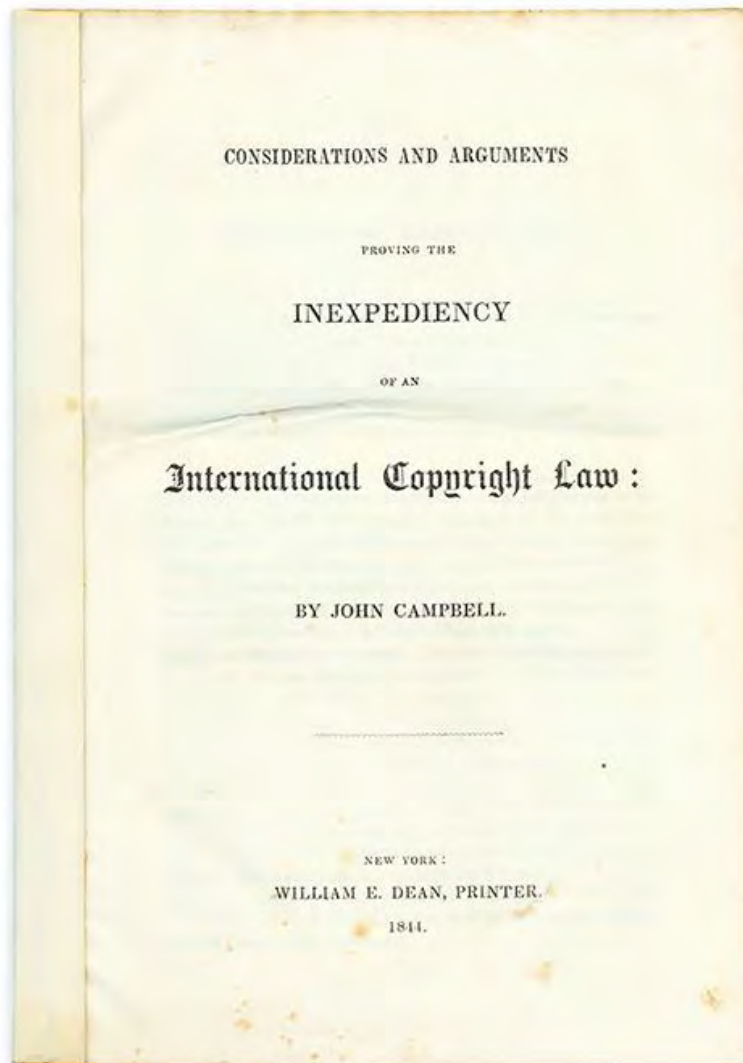 CONSIDERATIONS AND ARGUMENTS
PROVING THE
INEXPEDIENCY
OF AN
International Copyright Law:
BY JOHN CAMPBELL.
NEW YORK:
WILLIAM E. DEAN, PRINTER.
1844.